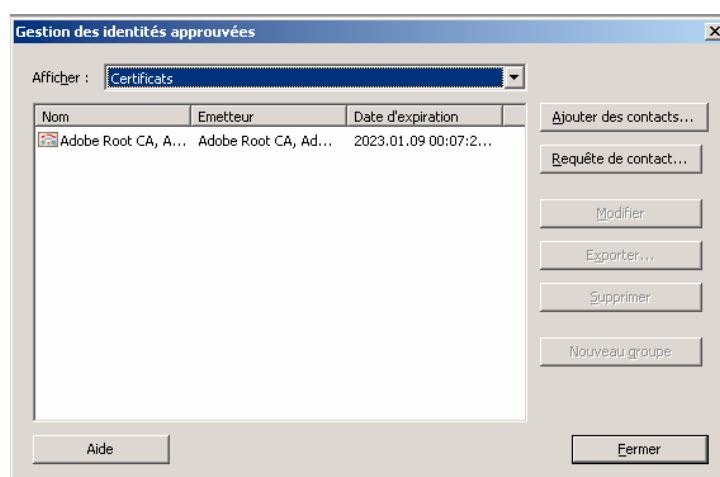 Gestion des identités approuvées
Afficher : Certificats
Nom Emetteur Date d'expiration
Adobe Root CA, A... Adobe Root CA, Ad... 2023.01.09 00:07:2...
Ajouter des contacts...
Requête de contact...
Modifier
Exporter...
Supprimer
Nouveau groupe
Aide
Fermer